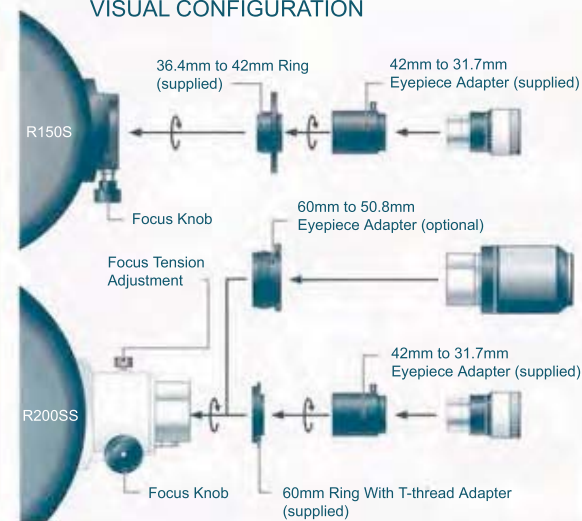 VISUAL CONFIGURATION
36.4mm to 42mm Ring
(supplied)
42mm to 31.7mm
Eyepiece Adapter (supplied)
R150S
Focus Knob
60mm to 50.8mm
Eyepiece Adapter (optional)
Focus Tension
Adjustment
42mm to 31.7mm
Eyepiece Adapter (supplied)
R200SS
Focus Knob
60mm Ring With T-thread Adapter
(supplied)